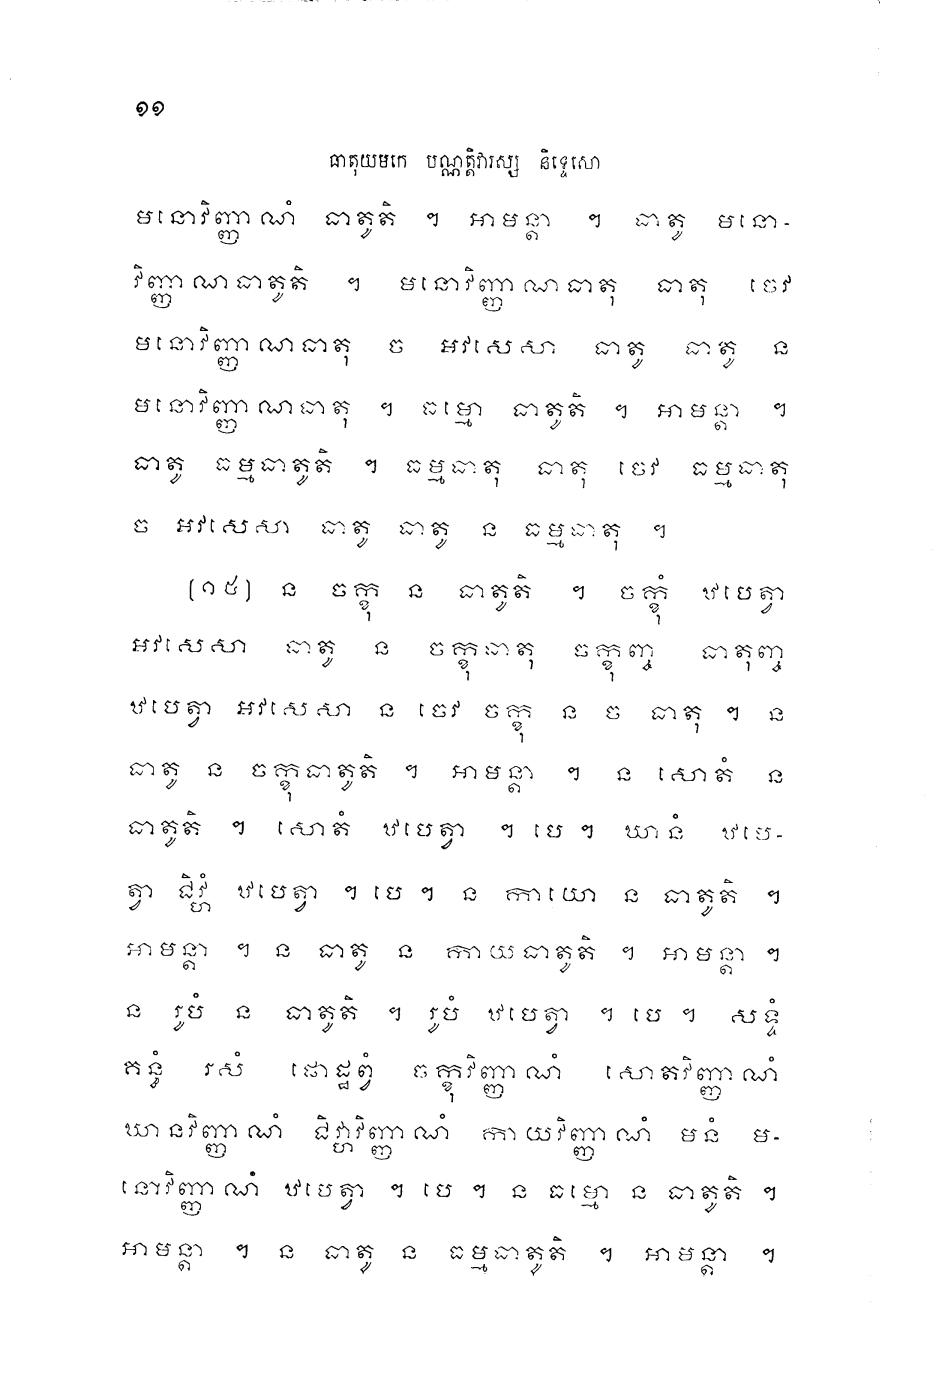 ១១
ធាតុយមកេ បណ្ណត្តិវារស្ស និទ្ទេសោ
មនោវិញ្ញាណំ ធាតូតិ ។ អាមន្តា ។ ធាតូ មនោ-
វិញ្ញាណធាតូតិ ។ មនោវិញ្ញាណធាតុ ធាតុ ចេវ
មនោវិញ្ញាណធាតុ ច អវសេសា ធាតូ ធាតូ ន
មនោវិញ្ញាណធាតុ ។ ធម្មោ ធាតូតិ ។ អាមន្តា ។
ធាតូ ធម្មធាតូតិ ។ ធម្មធាតុ ធាតុ ចេវ ធម្មធាតុ
ច អវសេសា ធាតូ ធាតូ ន ធម្មធាតុ ។
[១៥] ន ចក្ខុ ន ធាតូតិ ។ ចក្ខុំ ឋបេត្វា
អវសេសា ធាតូ ន ចក្ខុធាតុ ចក្ខុញ្ច ធាតុញ្ច
ឋបេត្វា អវសេសា ន ចេវ ចក្ខុ ន ច ធាតុ ។ ន
ធាតូ ន ចក្ខុធាតូតិ ។ អាមន្តា ។ ន សោតំ ន
ធាតូតិ ។ សោតំ ឋបេត្វា ។ បេ ។ ឃានំ ឋបេ-
ត្វា ជិវ្ហំ ឋបេត្វា ។ បេ ។ ន កាយោ ន ធាតូតិ ។
អាមន្តា ។ ន ធាតូ ន កាយធាតូតិ ។ អាមន្តា ។
ន រូបំ ន ធាតូតិ ។ រូបំ ឋបេត្វា ។ បេ ។ សទ្ទំ
គន្ធំ រសំ ផោដ្ឋព្វំ ចក្ខុវិញ្ញាណំ សោតវិញ្ញាណំ
ឃានវិញ្ញាណំ ជិវ្ហាវិញ្ញាណំ កាយវិញ្ញាណំ មនំ ម-
នោវិញ្ញាណំ ឋបេត្វា ។ បេ ។ ន ធម្មោ ន ធាតូតិ ។
អាមន្តា ។ ន ធាតូ ន ធម្មធាតូតិ ។ អាមន្តា ។